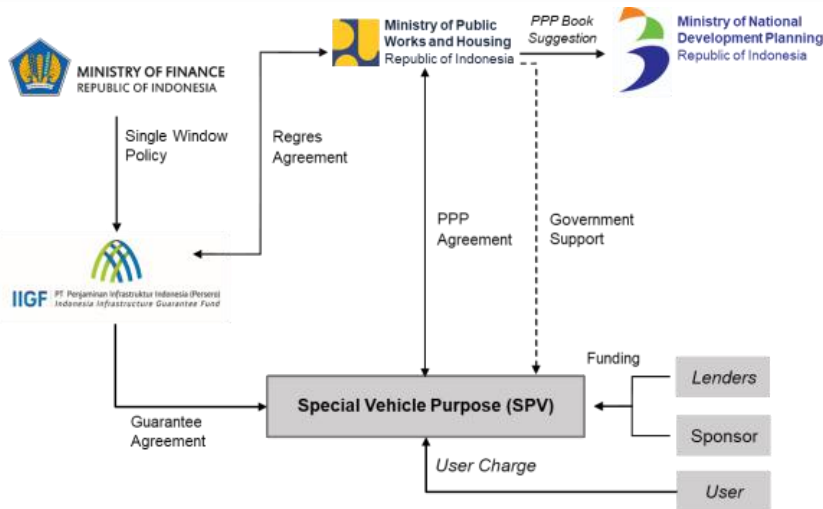 MINISTRY OF FINANCE
REPUBLIC OF INDONESIA
Ministry of Public
Works and Housing
Republic of Indonesia
PPP Book
Suggestion
Ministry of National
Development Planning
Republic of Indonesia
Single Window
Policy
Regres
Agreement
PPP
Agreement
Government
Support
IIGF
PT Penjaminan Infrastruktur Indonesia (Persero)
Indonesia Infrastructure Guarantee Fund
Guarantee
Agreement
Special Vehicle Purpose (SPV)
Funding
Lenders
Sponsor
User Charge
User